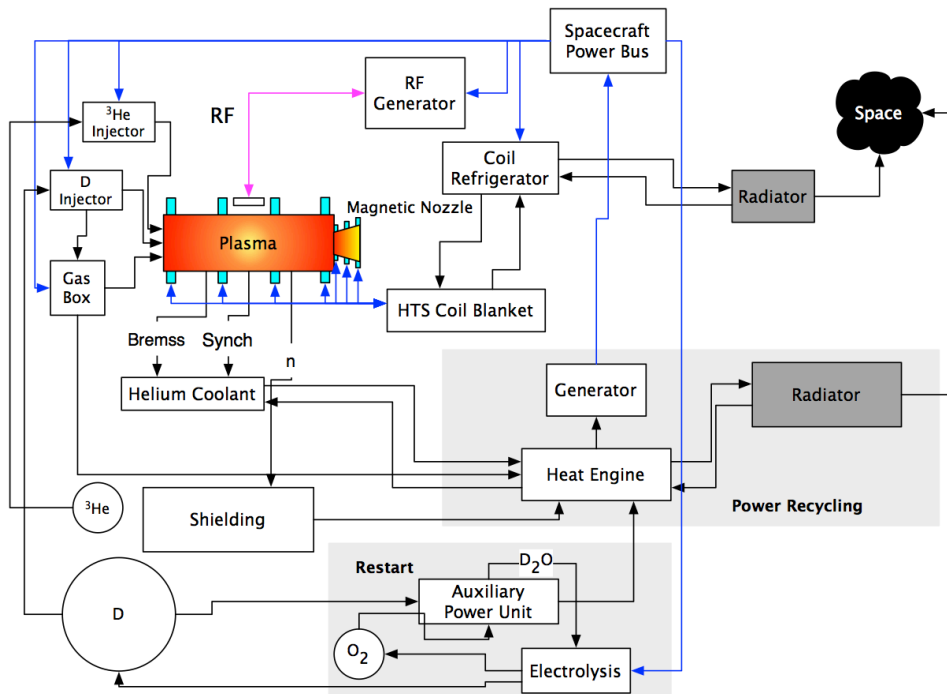 Spacecraft
Power Bus
RF
Generator
RF
³He
Injector
Space
Coil
Refrigerator
Radiator
D
Injector
Magnetic Nozzle
Plasma
Gas
Box
HTS Coil Blanket
Bremss
Synch
n
Helium Coolant
Generator
Radiator
Heat Engine
³He
Shielding
Power Recycling
Restart
D₂O
Auxiliary
Power Unit
D
O₂
Electrolysis